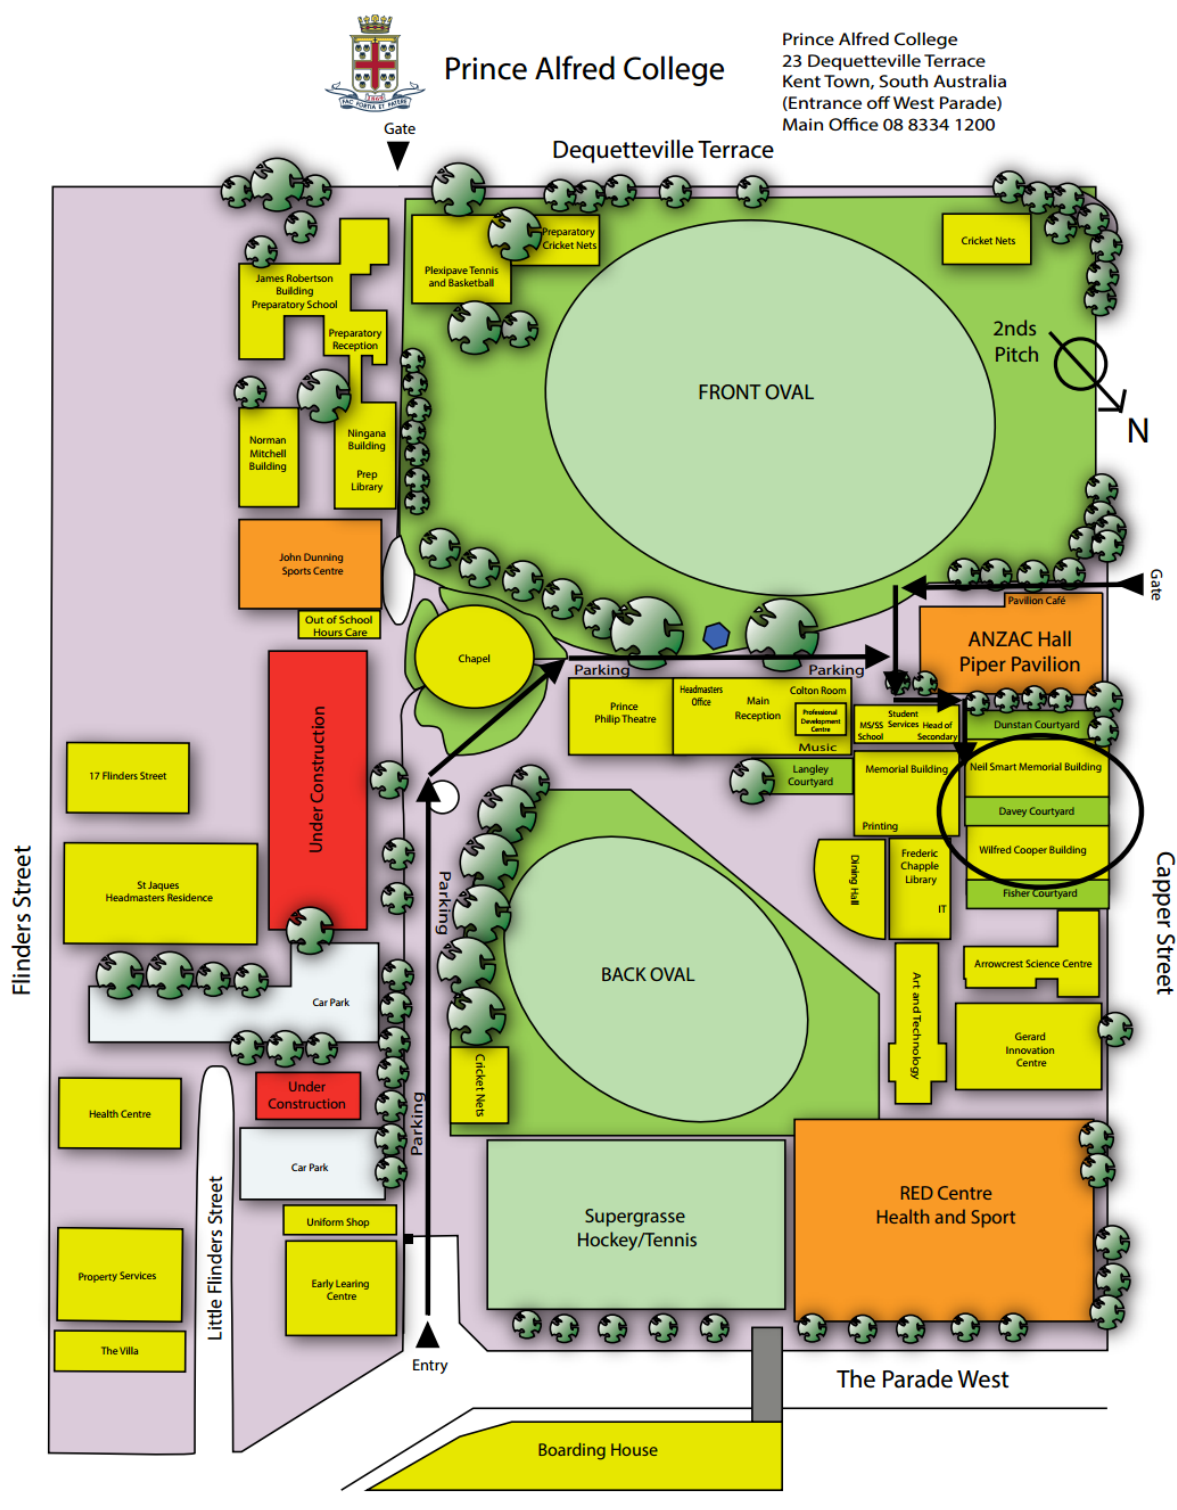 Prince Alfred College
Prince Alfred College
23 Dequetteville Terrace
Kent Town, South Australia
(Entrance off West Parade)
Main Office 08 8334 1200
FAC FORTIA ET PATERE
Gate
Dequetteville Terrace
Preparatory
Cricket Nets
Plexipave Tennis
and Basketball
Cricket Nets
James Robertson
Building
Preparatory School
Preparatory
Reception
2nds
Pitch
N
FRONT OVAL
Norman
Mitchell
Building
Ningana
Building
Prep
Library
John Dunning
Sports Centre
Out of School
Hours Care
Gate
Pavilion Café
ANZAC Hall
Piper Pavilion
Chapel
Parking
Parking
Prince
Philip Theatre
Headmasters
Office
Main
Reception
Colton Room
Professional
Development
Centre
Music
Student
Services
MS/SS
School
Head of
Secondary
Dunstan Courtyard
Langley
Courtyard
Memorial Building
Printing
Neil Smart Memorial Building
Davey Courtyard
Wilfred Cooper Building
Fisher Courtyard
Under Construction
17 Flinders Street
St Jaques
Headmasters Residence
Flinders Street
Parking
Dining Hall
Frederic
Chapple
Library
IT
Capper Street
BACK OVAL
Arrowcrest Science Centre
Art and Technology
Gerard
Innovation
Centre
Car Park
Cricket Nets
Under
Construction
Parking
Health Centre
Car Park
Little Flinders Street
Uniform Shop
Supergrasse
Hockey/Tennis
RED Centre
Health and Sport
Property Services
Early Learing
Centre
The Villa
Entry
The Parade West
Boarding House